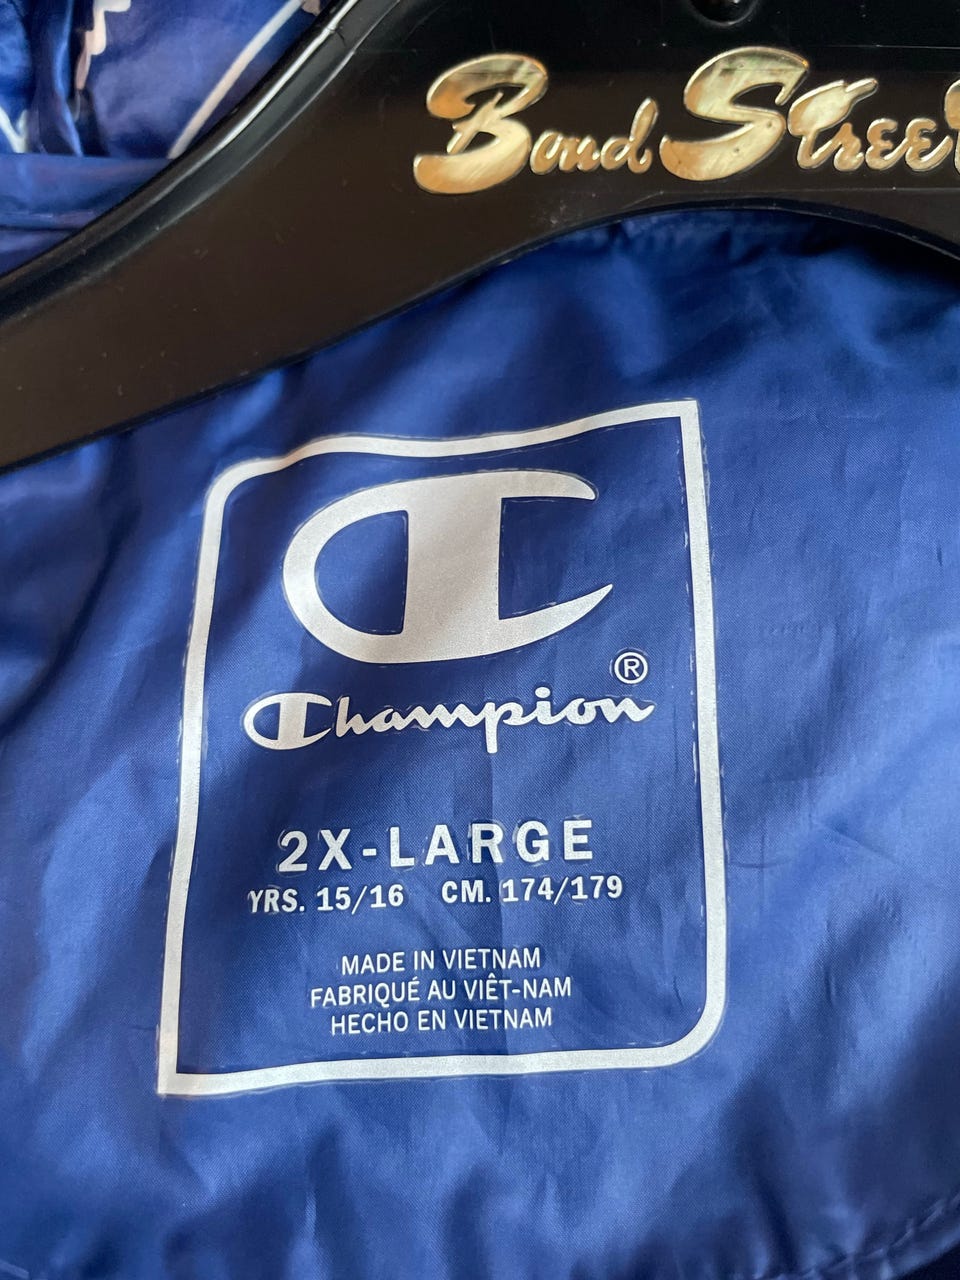 Bond Street
Champion®
2X-LARGE
YRS. 15/16 CM. 174/179
MADE IN VIETNAM
FABRIQUÉ AU VIÊT-NAM
HECHO EN VIETNAM